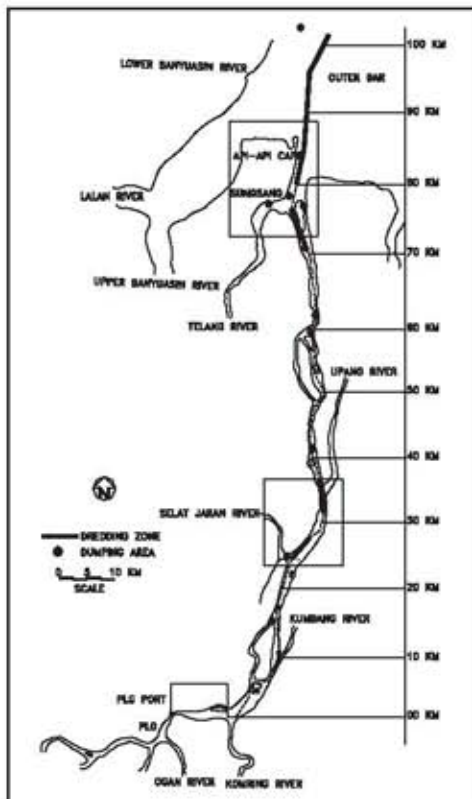 100 KM
LOWER BANYUASIN RIVER
OUTER BAR
90 KM
API-API CAPE
80 KM
SUNGSANG
LALAN RIVER
70 KM
UPPER BANYUASIN RIVER
TELANG RIVER
60 KM
UPANG RIVER
50 KM
40 KM
N
SELAT JARAN RIVER
30 KM
DREDDING ZONE
DUMPING AREA
0 5 10 KM
SCALE
20 KM
KUMBANG RIVER
10 KM
PLG PORT
00 KM
PLG
OGAN RIVER
KOMRING RIVER